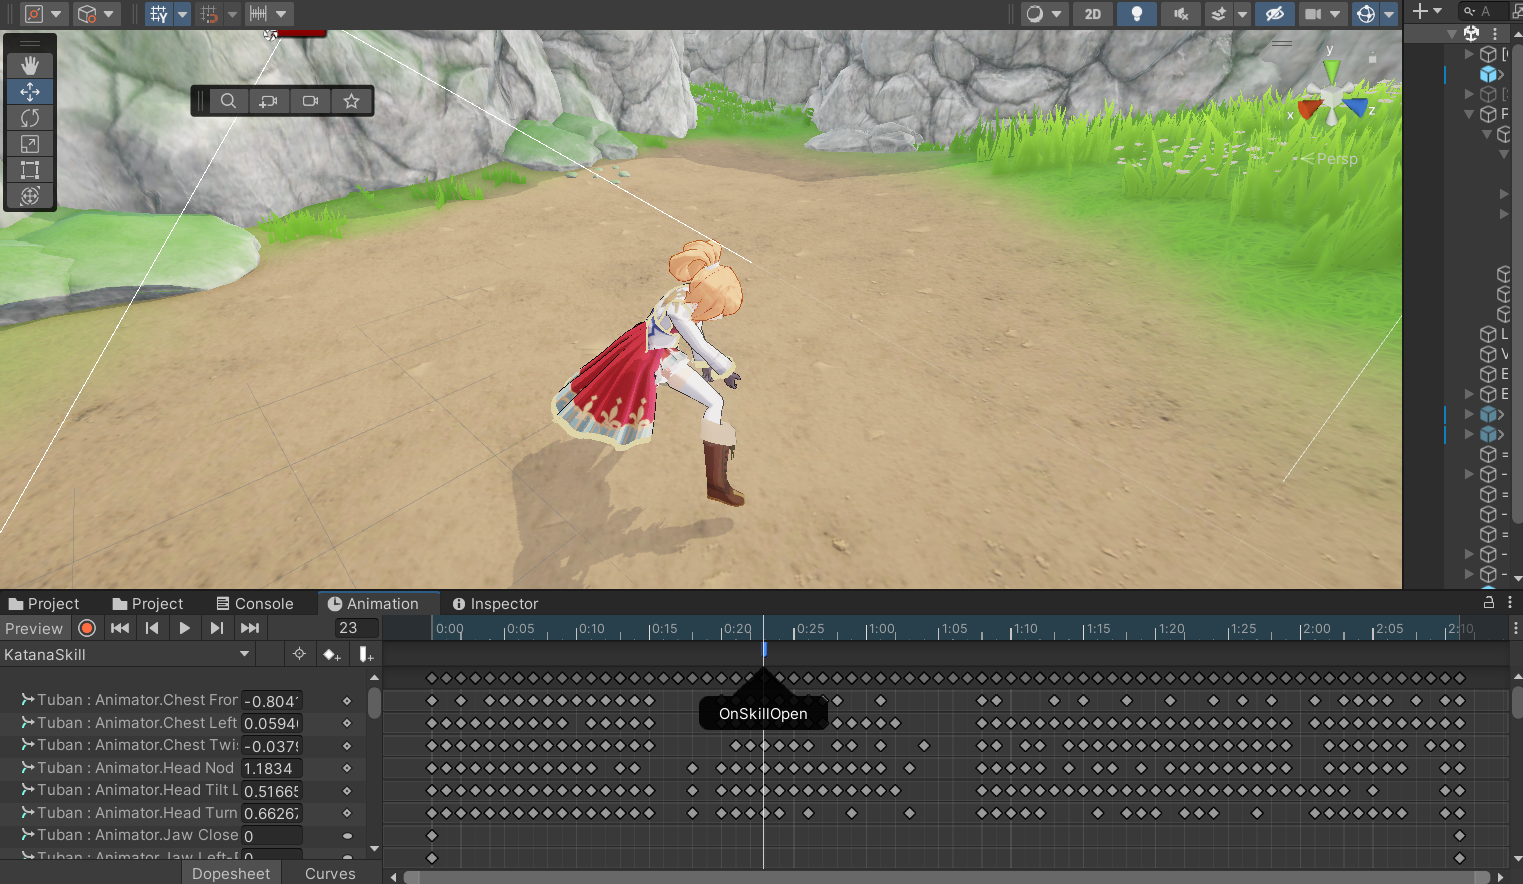 2D
A
y
x
z
Persp
P
L
V
E
E
Project
Project
Console
Animation
Inspector
Preview
23
0:00
0:05
0:10
0:15
0:20
0:25
1:00
1:05
1:10
1:15
1:20
1:25
2:00
2:05
2:10
KatanaSkill
Tuban : Animator.Chest Fron
-0.804
OnSkillOpen
Tuban : Animator.Chest Left
0.0594
Tuban : Animator.Chest Twi
-0.0379
Tuban : Animator.Head Nod
1.1834
Tuban : Animator.Head Tilt L
0.5166
Tuban : Animator.Head Turn
0.6626
Tuban : Animator.Jaw Close
0
Tuban : Animator.Jaw Left-
0
Dopesheet
Curves